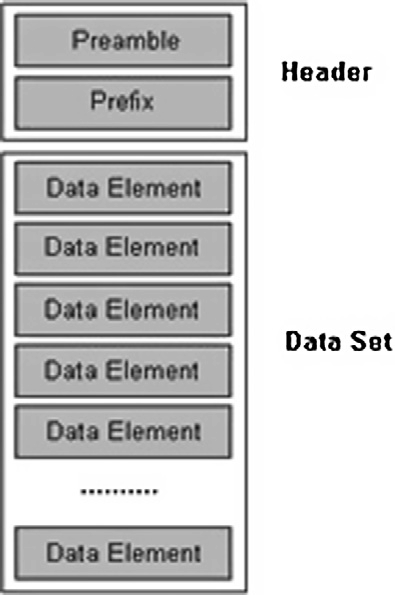 Preamble
Header
Prefix
Data Element
Data Element
Data Element
Data Set
Data Element
Data Element
..........
Data Element